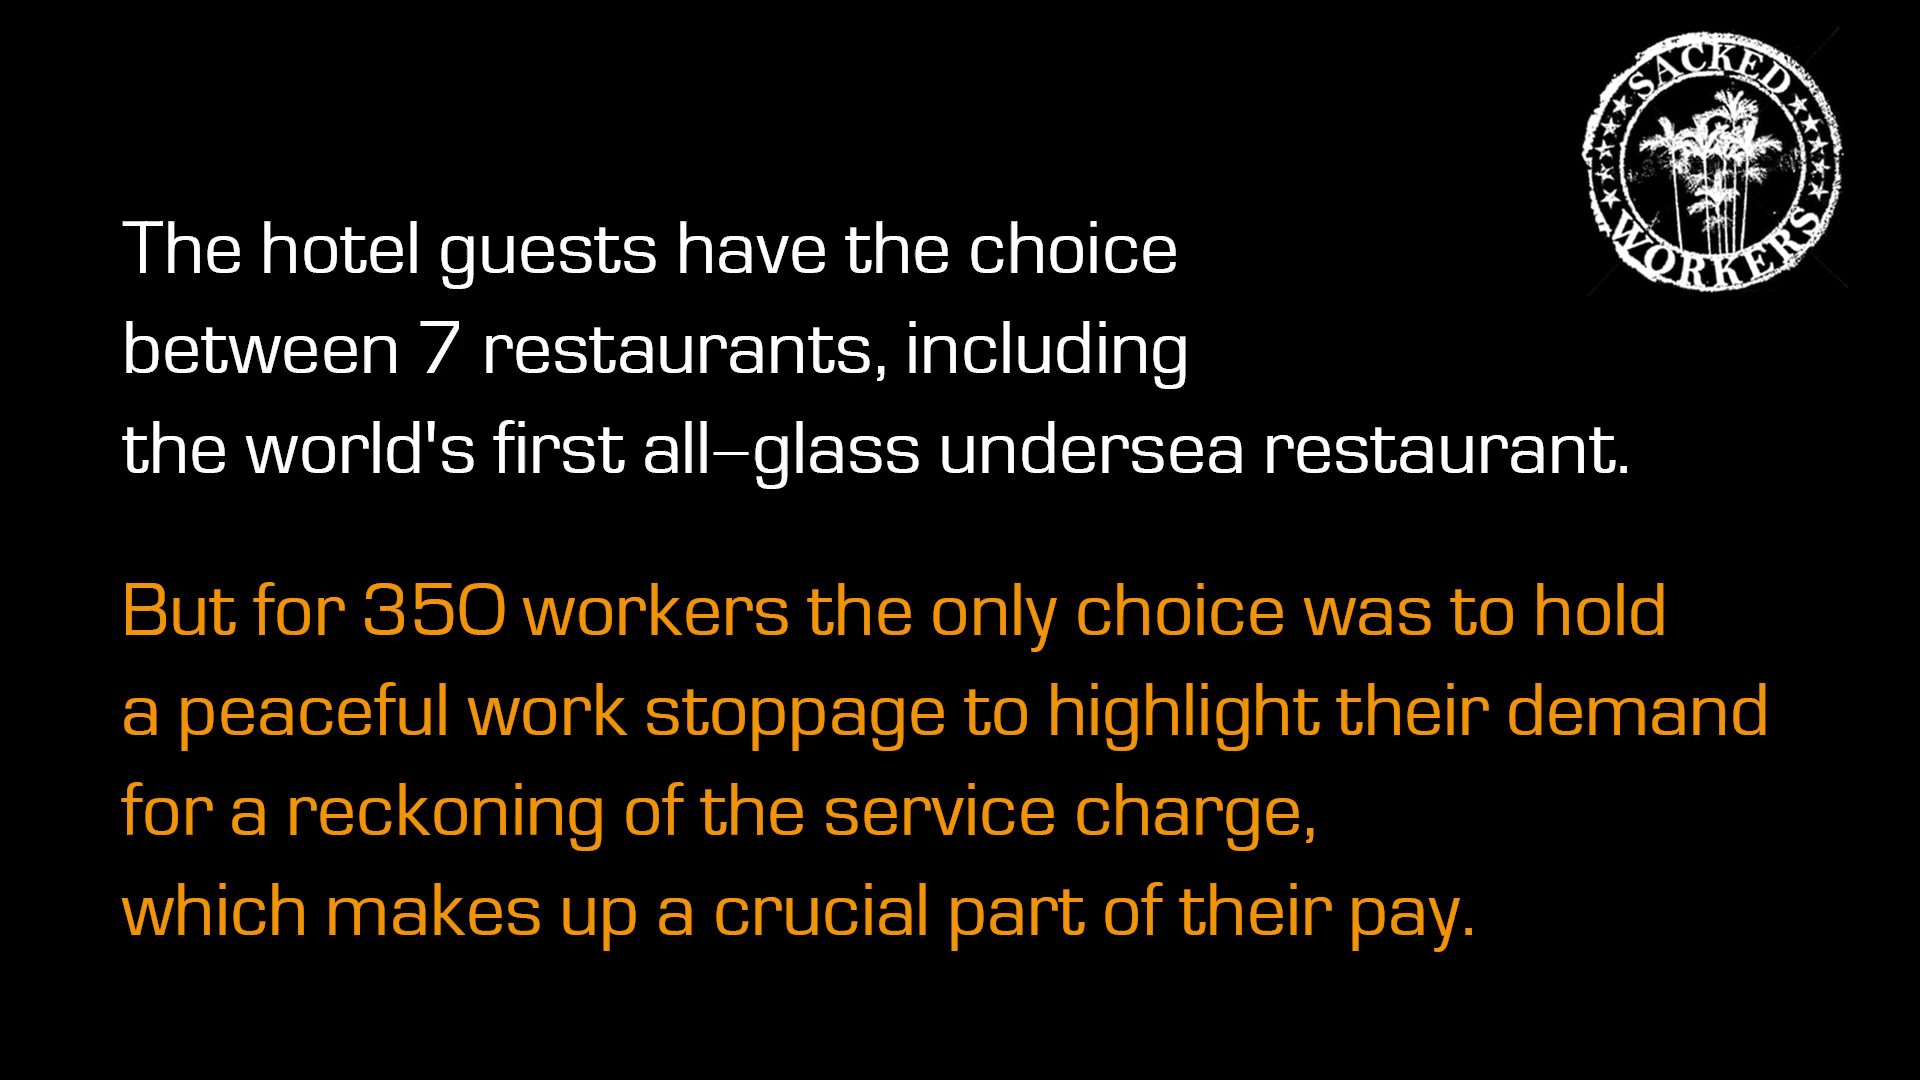 SACKED
WORKERS
The hotel guests have the choice
between 7 restaurants, including
the world's first all–glass undersea restaurant.
But for 350 workers the only choice was to hold
a peaceful work stoppage to highlight their demand
for a reckoning of the service charge,
which makes up a crucial part of their pay.